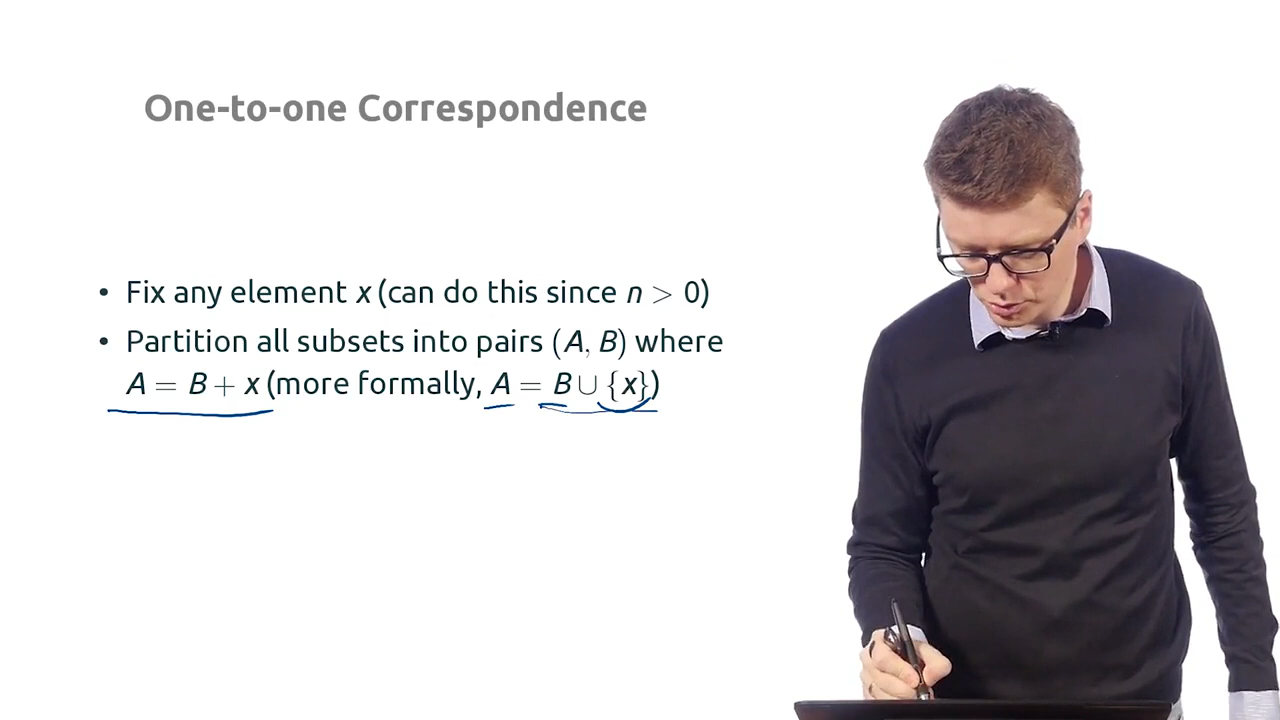 One-to-one Correspondence
• Fix any element x (can do this since n > 0)
• Partition all subsets into pairs (A, B) where
A = B + x (more formally, A = B ∪ {x})